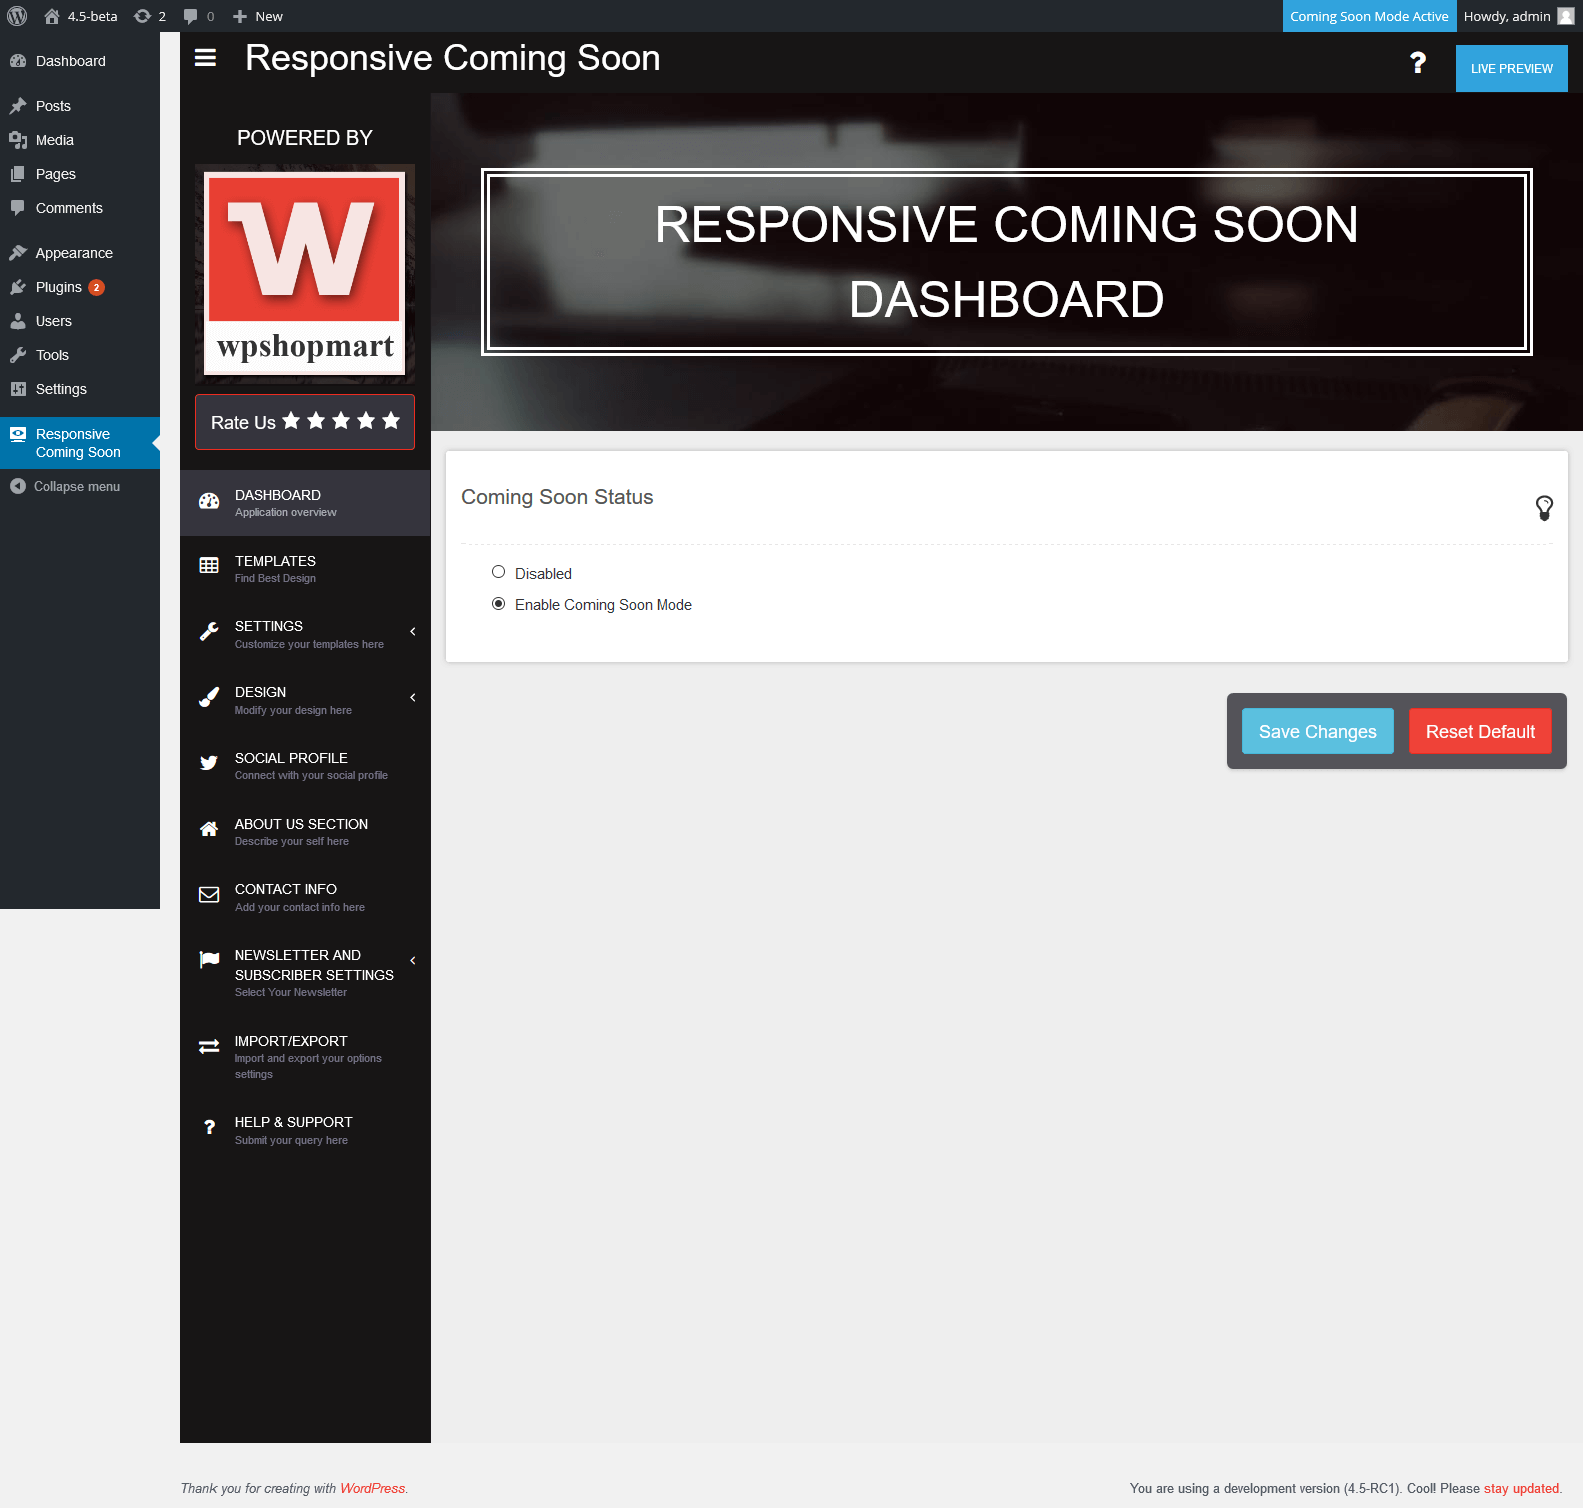 4.5-beta
2
0
New
Coming Soon Mode Active
Howdy, admin
Dashboard
Posts
Media
Pages
Comments
Appearance
Plugins 2
Users
Tools
Settings
Responsive
Coming Soon
Collapse menu
Responsive Coming Soon
?
LIVE PREVIEW
POWERED BY
W
wpshopmart
Rate Us
DASHBOARD
Application overview
TEMPLATES
Find Best Design
SETTINGS
Customize your templates here
DESIGN
Modify your design here
SOCIAL PROFILE
Connect with your social profile
ABOUT US SECTION
Describe your self here
CONTACT INFO
Add your contact info here
NEWSLETTER AND
SUBSCRIBER SETTINGS
Select Your Newsletter
IMPORT/EXPORT
Import and export your options
settings
?
HELP & SUPPORT
Submit your query here
RESPONSIVE COMING SOON
DASHBOARD
Coming Soon Status
Disabled
Enable Coming Soon Mode
Save Changes
Reset Default
Thank you for creating with WordPress.
You are using a development version (4.5-RC1). Cool! Please stay updated.